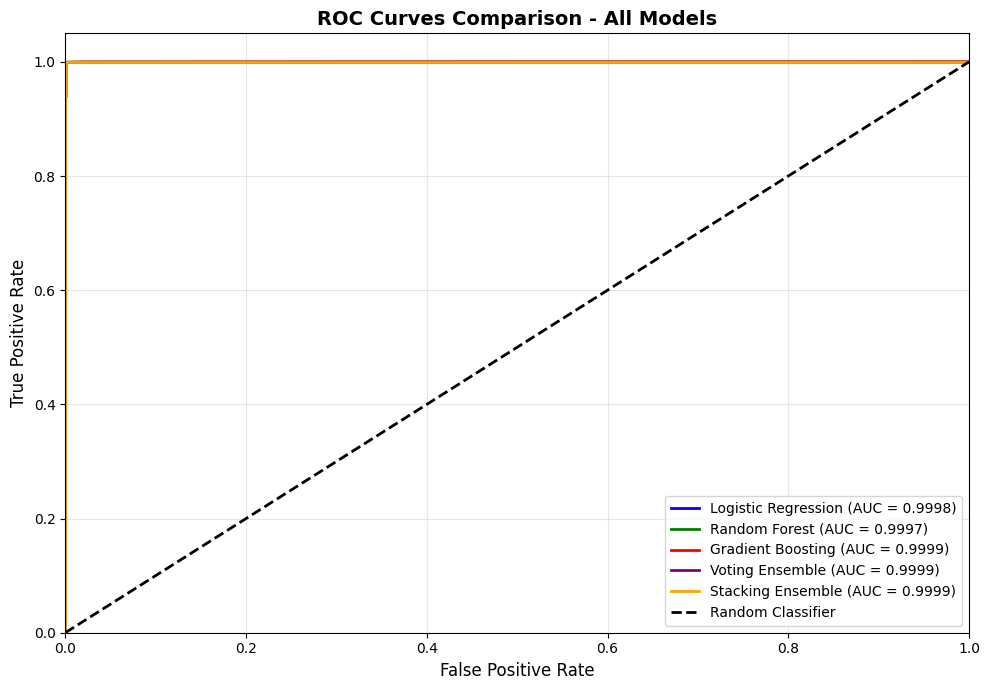 ROC Curves Comparison - All Models
True Positive Rate
1.0
0.8
0.6
0.4
0.2
0.0
0.0 0.2 0.4 0.6 0.8 1.0
False Positive Rate
Logistic Regression (AUC = 0.9998)
Random Forest (AUC = 0.9997)
Gradient Boosting (AUC = 0.9999)
Voting Ensemble (AUC = 0.9999)
Stacking Ensemble (AUC = 0.9999)
Random Classifier